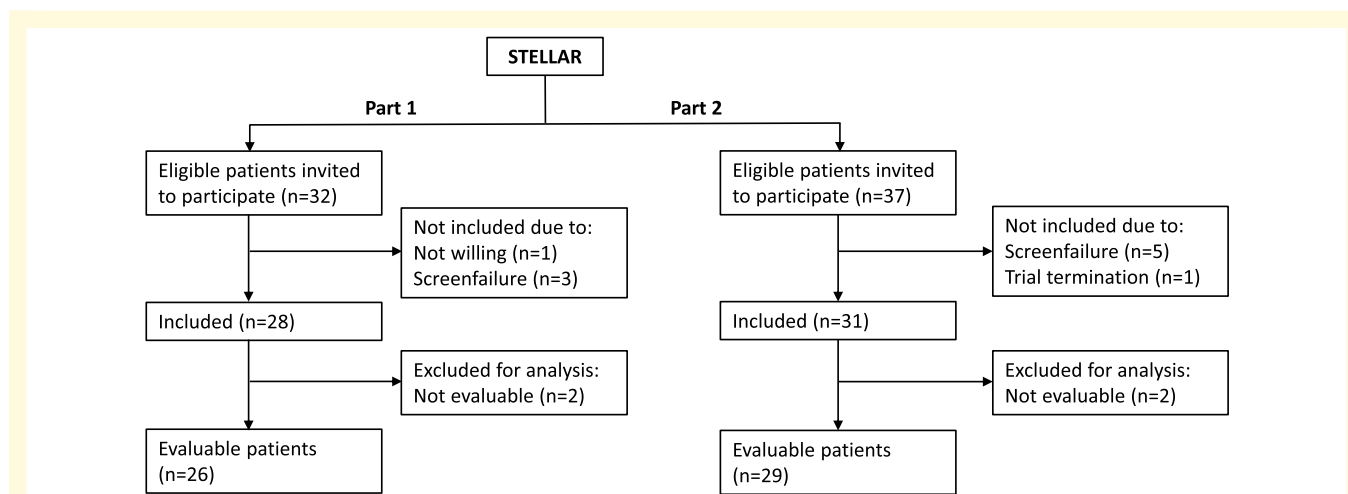 STELLAR
Part 1
Part 2
Eligible patients invited
to participate (n=32)
Not included due to:
Not willing (n=1)
Screenfailure (n=3)
Included (n=28)
Excluded for analysis:
Not evaluable (n=2)
Evaluable patients
(n=26)
Eligible patients invited
to participate (n=37)
Not included due to:
Screenfailure (n=5)
Trial termination (n=1)
Included (n=31)
Excluded for analysis:
Not evaluable (n=2)
Evaluable patients
(n=29)